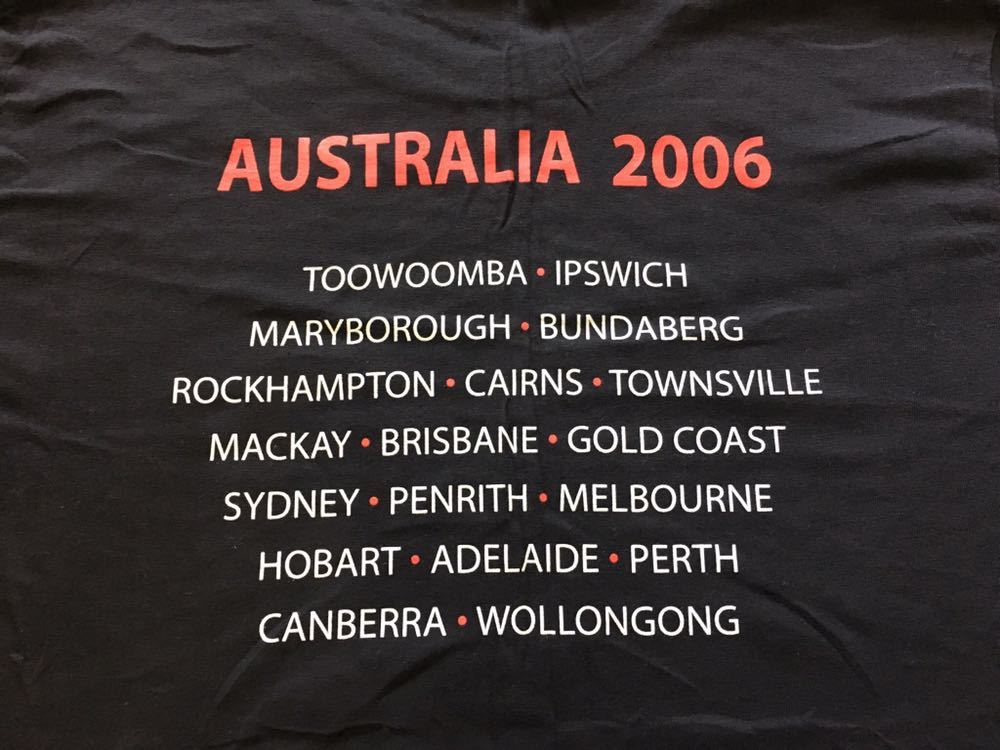 AUSTRALIA 2006
TOOWOOMBA • IPSWICH
MARYBOROUGH • BUNDABERG
ROCKHAMPTON • CAIRNS • TOWNSVILLE
MACKAY • BRISBANE • GOLD COAST
SYDNEY • PENRITH • MELBOURNE
HOBART • ADELAIDE • PERTH
CANBERRA • WOLLONGONG